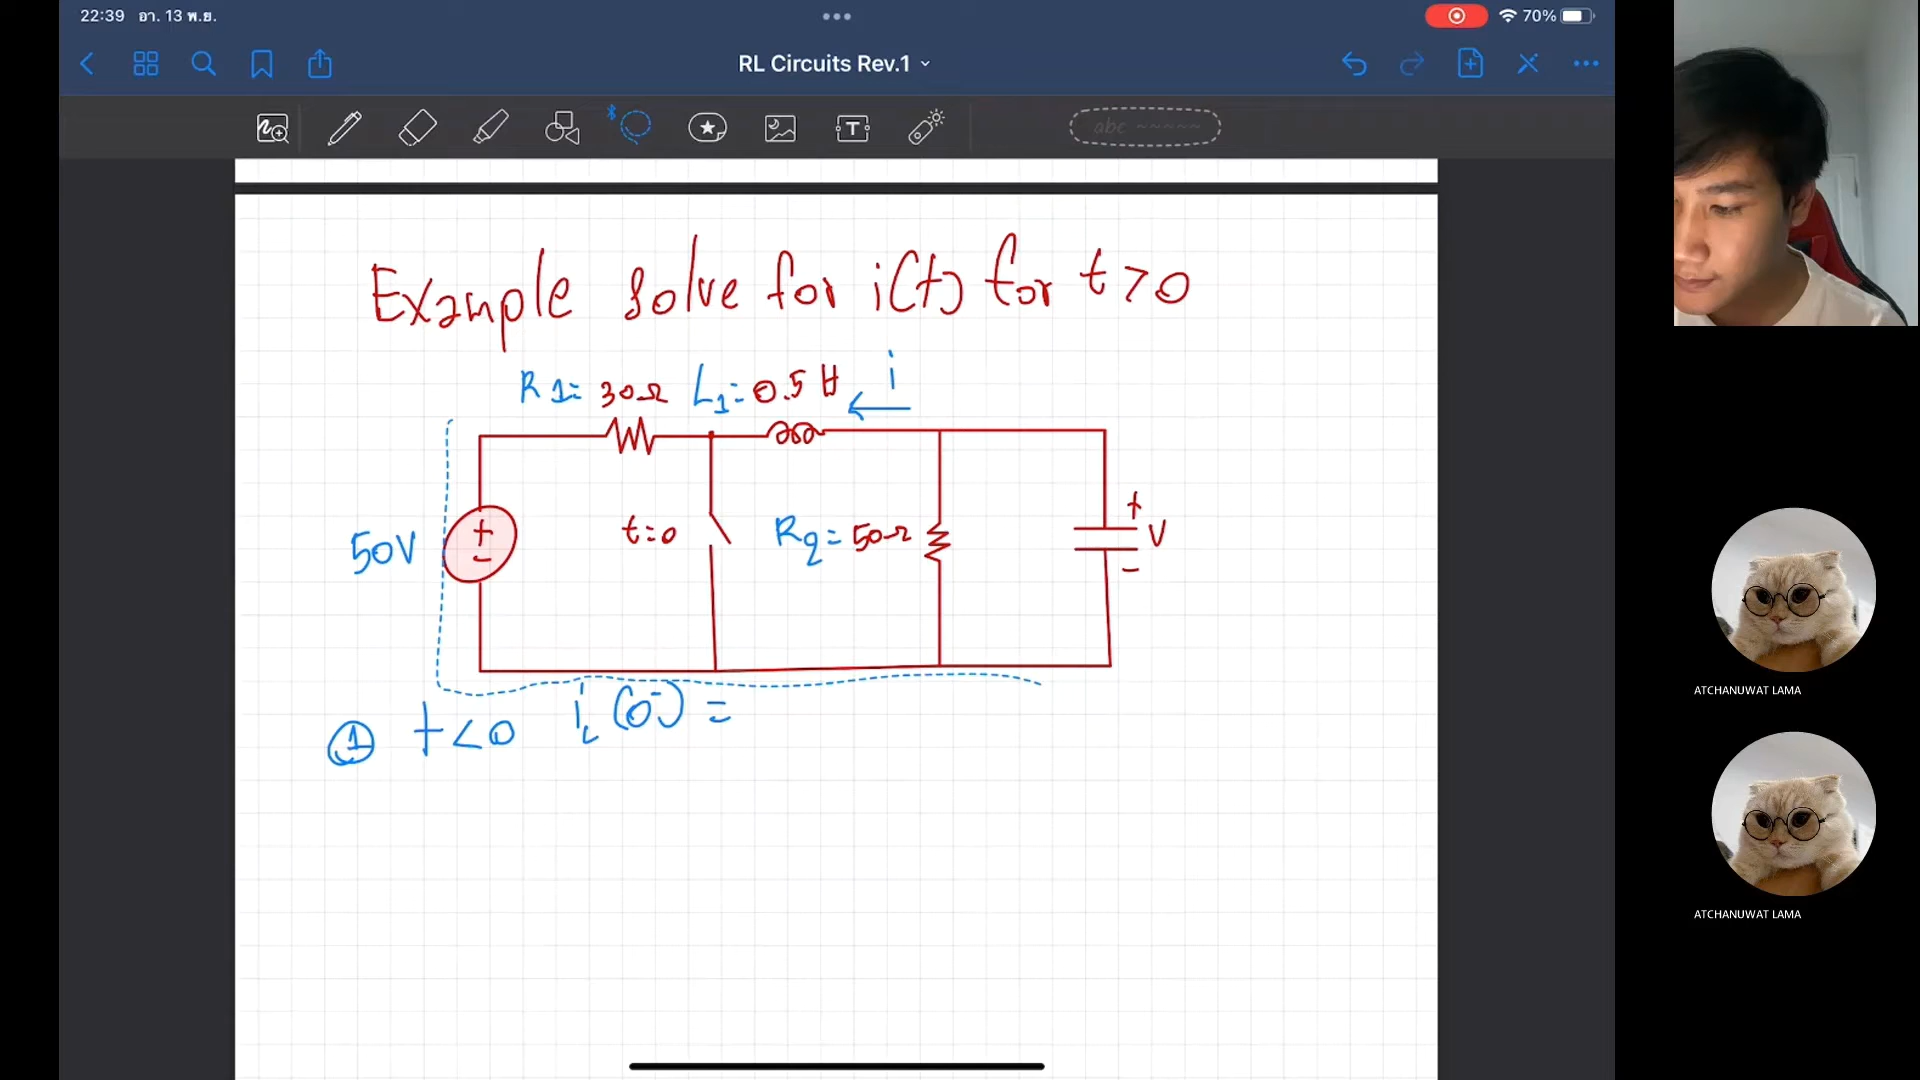 22:39 อา. 13 พ.ย.
70%
RL Circuits Rev.1
abc
Example solve for i(t) for t>0
R1= 30Ω L1= 0.5 H i
50V + - t=0 R2= 50Ω + V -
① t<0 iL(0-) =
ATCHANUWAT LAMA
ATCHANUWAT LAMA